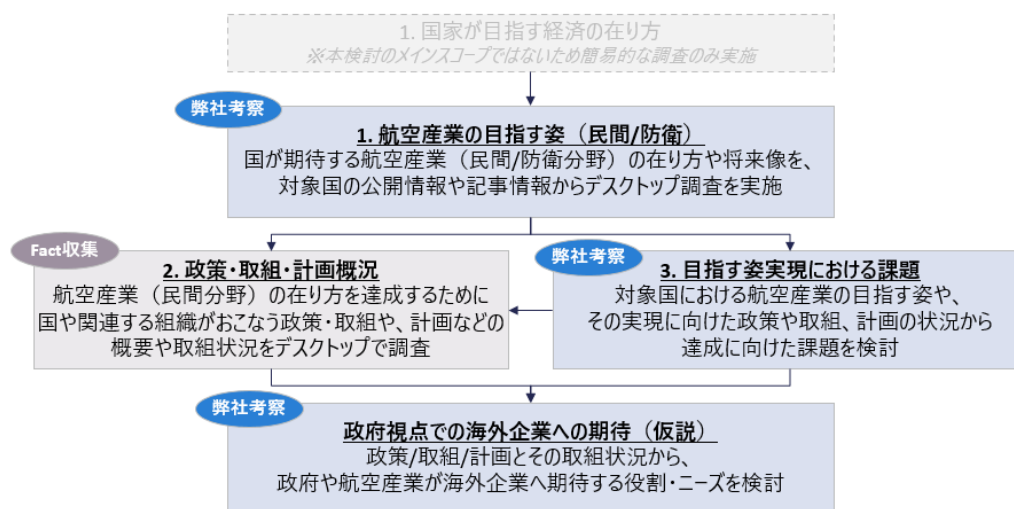 1. 国家が目指す経済の在り方
※本検討のメインスコープではないため簡易的な調査のみ実施
弊社考察
1. 航空産業の目指す姿（民間/防衛）
国が期待する航空産業（民間/防衛分野）の在り方や将来像を、
対象国の公開情報や記事情報からデスクトップ調査を実施
Fact収集
2. 政策・取組・計画概況
航空産業（民間分野）の在り方を達成するために
国や関連する組織がおこなう政策・取組や、計画などの
概要や取組状況をデスクトップで調査
弊社考察
3. 目指す姿実現における課題
対象国における航空産業の目指す姿や、
その実現に向けた政策や取組、計画の状況から
達成に向けた課題を検討
弊社考察
政府視点での海外企業への期待（仮説）
政策/取組/計画とその取組状況から、
政府や航空産業が海外企業へ期待する役割・ニーズを検討